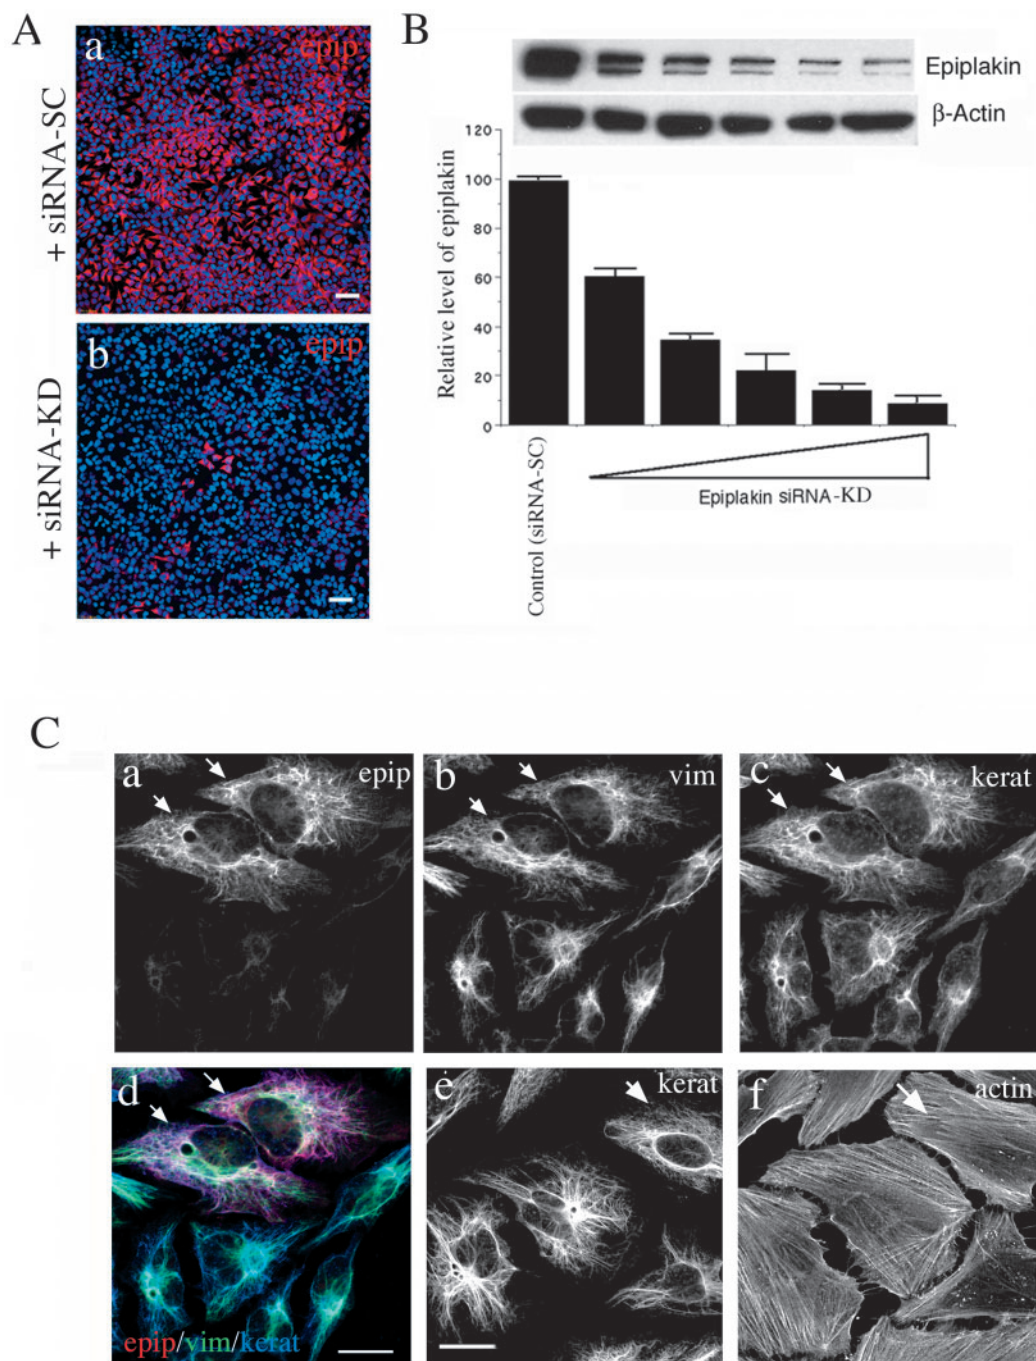 A
a
epip
+ siRNA-SC
b
epip
+ siRNA-KD
B
Epiplakin
β-Actin
Relative level of epiplakin
120
100
80
60
40
20
0
Control (siRNA-SC)
Epiplakin siRNA-KD
C
a
epip
b
vim
c
kerat
d
epip/vim/kerat
e
kerat
f
actin